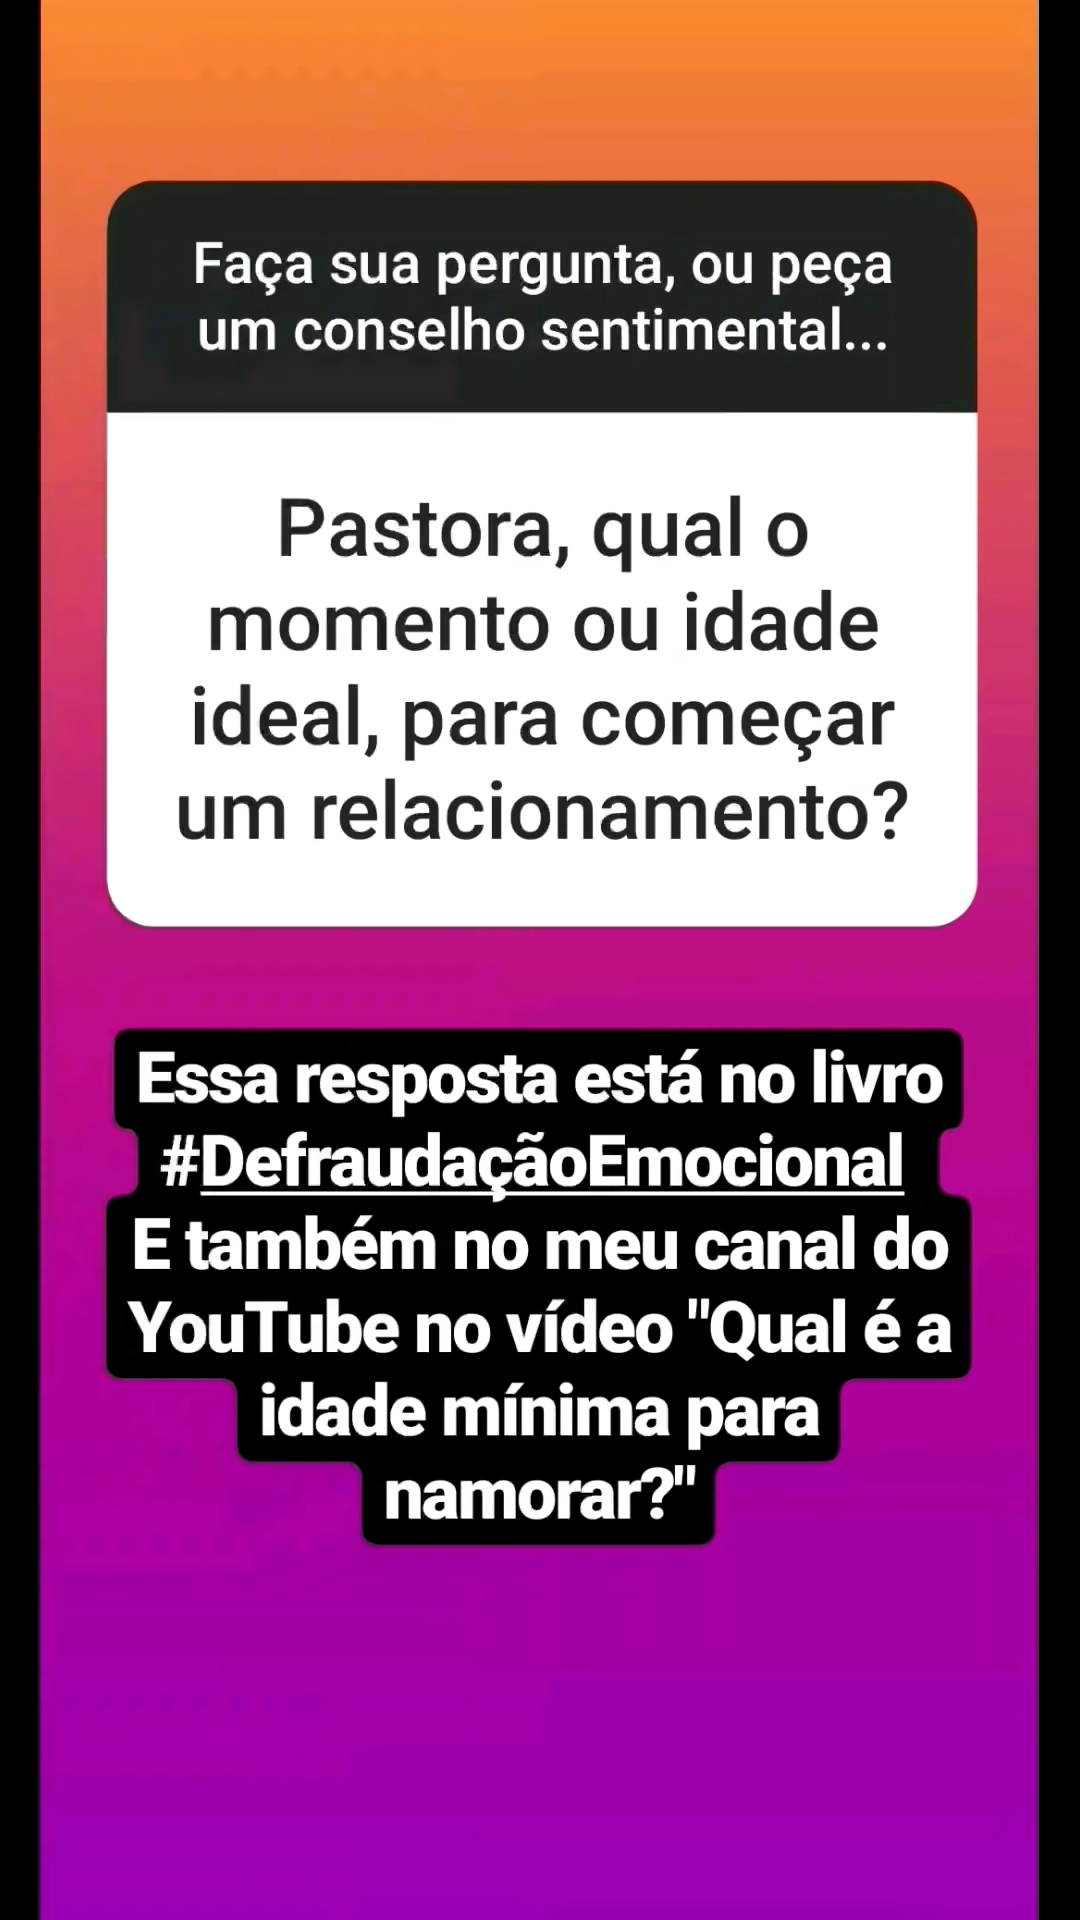 Faça sua pergunta, ou peça
um conselho sentimental...
Pastora, qual o
momento ou idade
ideal, para começar
um relacionamento?
Essa resposta está no livro
#DefraudaçãoEmocional
E também no meu canal do
YouTube no vídeo "Qual é a
idade mínima para
namorar?"